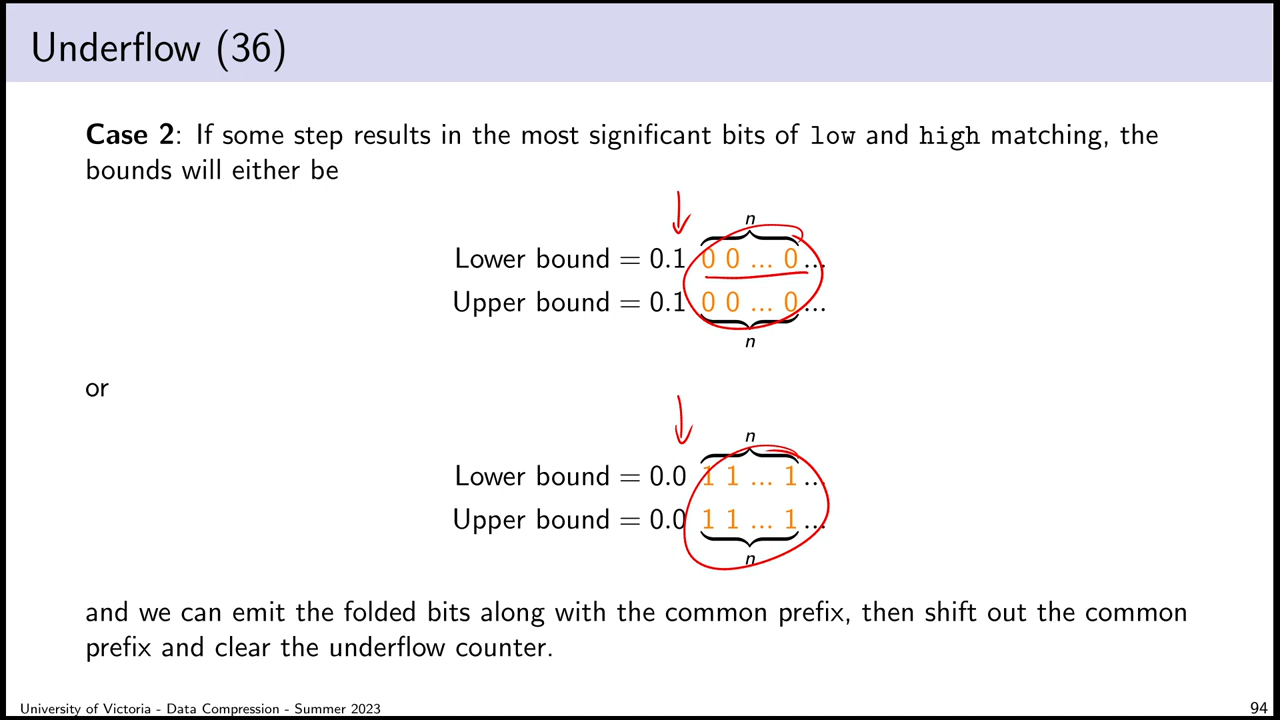 Underflow (36)
Case 2: If some step results in the most significant bits of low and high matching, the
bounds will either be
n
Lower bound = 0.1 0 0 ... 0 ...
Upper bound = 0.1 0 0 ... 0 ...
n
or
n
Lower bound = 0.0 1 1 ... 1 ...
Upper bound = 0.0 1 1 ... 1 ...
n
and we can emit the folded bits along with the common prefix, then shift out the common
prefix and clear the underflow counter.
University of Victoria - Data Compression - Summer 2023
94